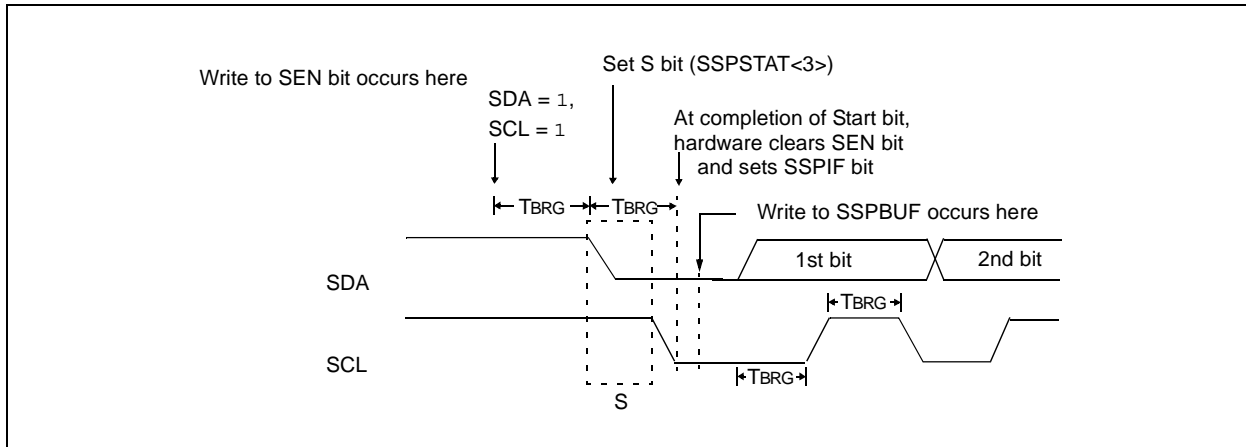 Write to SEN bit occurs here
Set S bit (SSPSTAT<3>)
SDA = 1,
SCL = 1
At completion of Start bit,
hardware clears SEN bit
and sets SSPIF bit
TBRG
TBRG
Write to SSPBUF occurs here
SDA
1st bit
2nd bit
TBRG
SCL
TBRG
S